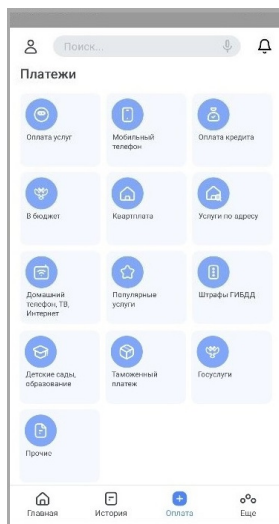 Поиск...
Платежи
Оплата услуг
Мобильный
телефон
Оплата кредита
В бюджет
Квартплата
Услуги по адресу
Домашний
телефон, ТВ,
Интернет
Популярные
услуги
Штрафы ГИБДД
Детские сады,
образование
Таможенный
платеж
Госуслуги
Прочие
Главная
История
Оплата
Еще